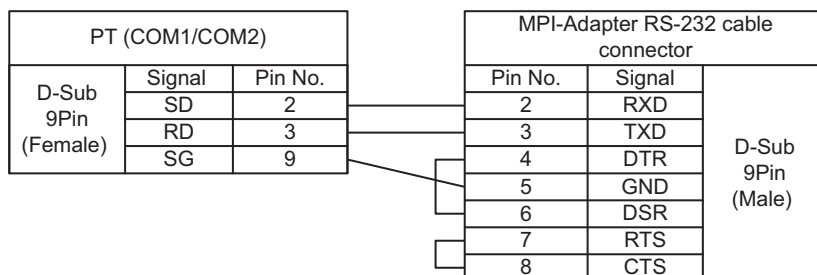 PT (COM1/COM2)
D-Sub
9Pin
(Female)
Signal Pin No.
SD 2
RD 3
SG 9
MPI-Adapter RS-232 cable
connector
Pin No. Signal
2 RXD
3 TXD
4 DTR
5 GND
6 DSR
7 RTS
8 CTS
D-Sub
9Pin
(Male)